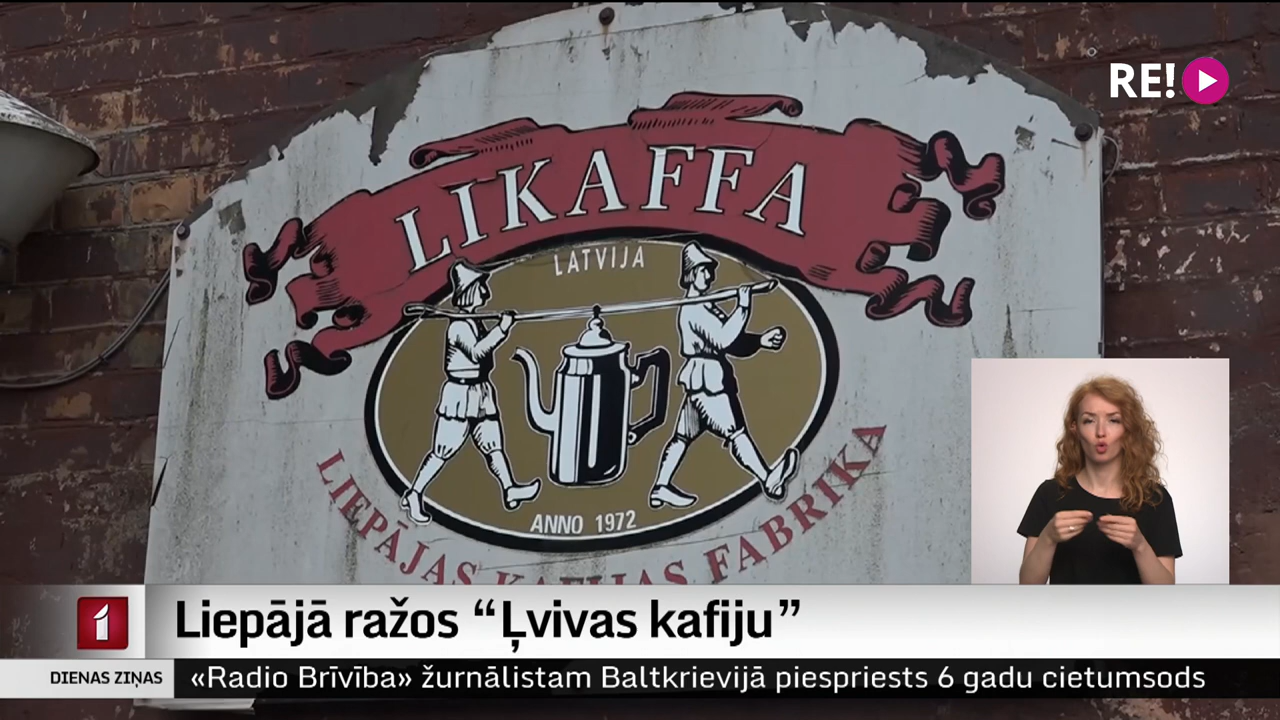 RE!
LIKAFFA
LATVIJA
ANNO 1972
LIEPĀJAS KAFIJAS FABRIKA
1
Liepājā ražos “Ļvivas kafiju”
DIENAS ZIŅAS
«Radio Brīvība» žurnālistam Baltkrievijā piespriests 6 gadu cietumsods